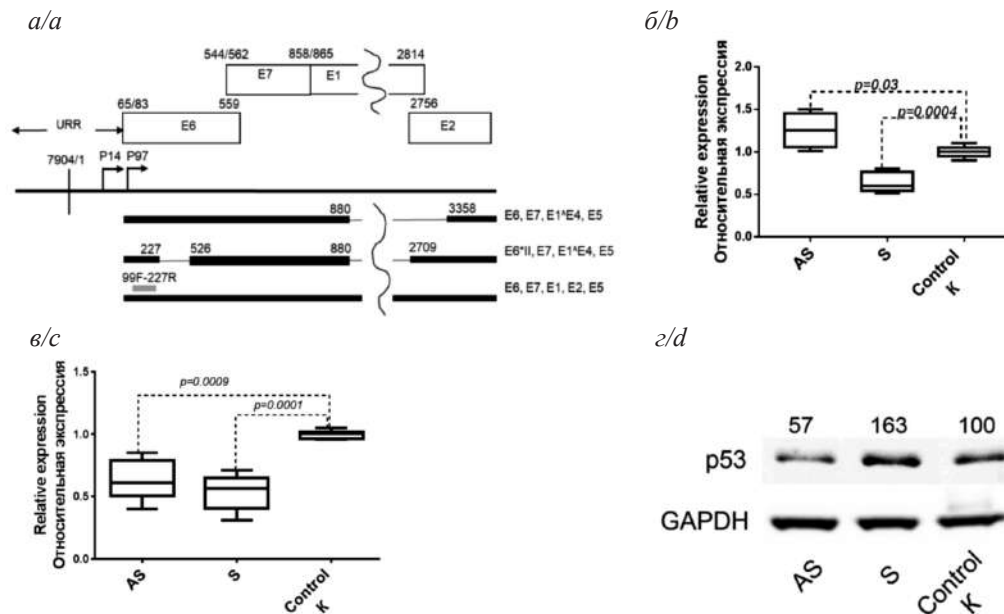 а/a
544/562
858/865
2814
E7
E1
65/83
559
2756
URR
E6
E2
7904/1
P14
P97
880
3358
E6, E7, E1^E4, E5
227
526
880
2709
E6*II, E7, E1^E4, E5
99F-227R
E6, E7, E1, E2, E5
б/b
Relative expression
Относительная экспрессия
2.0
1.5
1.0
0.5
0.0
p=0.03
p=0.0004
AS
S
Control
K
в/c
Relative expression
Относительная экспрессия
1.5
1.0
0.5
0.0
p=0.0009
p=0.0001
AS
S
Control
K
г/d
57
163
100
p53
GAPDH
AS
S
Control
K